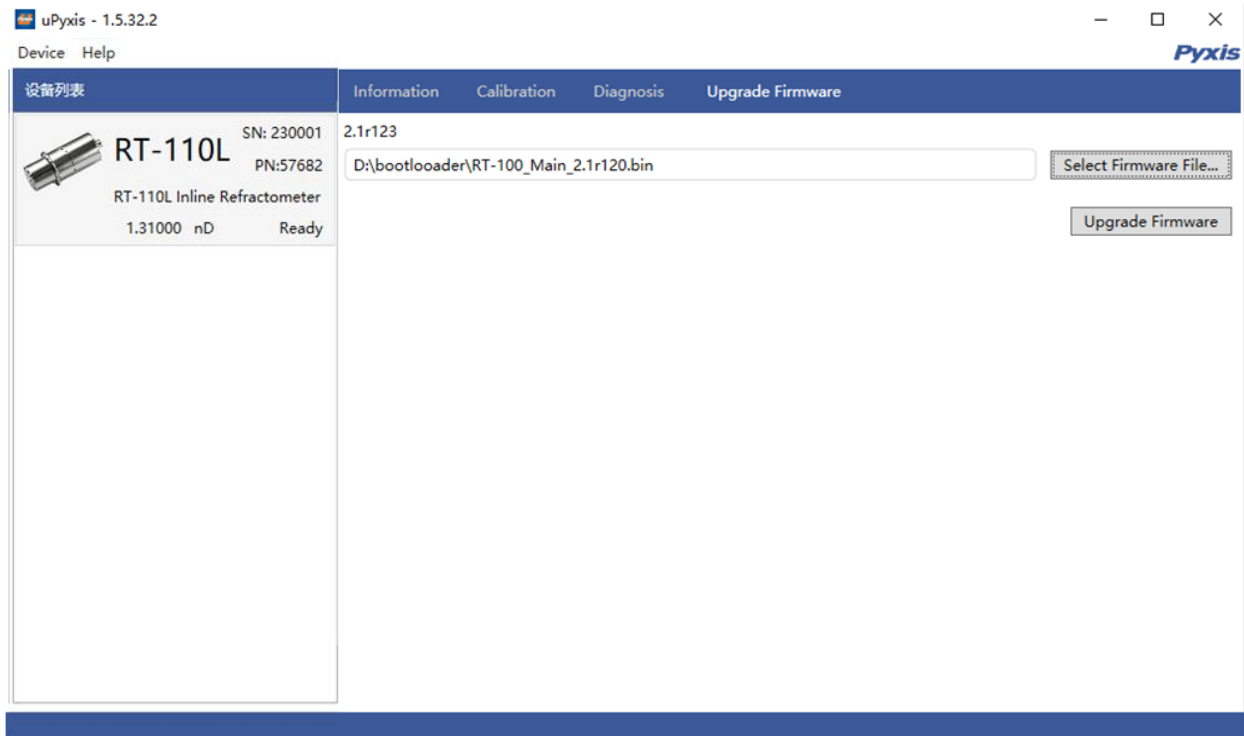 uPyxis - 1.5.32.2
Device Help
Pyxis
设备列表
Information Calibration Diagnosis Upgrade Firmware
RT-110L
SN: 230001
PN:57682
RT-110L Inline Refractometer
1.31000 nD Ready
2.1r123
D:\bootlooader\RT-100_Main_2.1r120.bin
Select Firmware File...
Upgrade Firmware